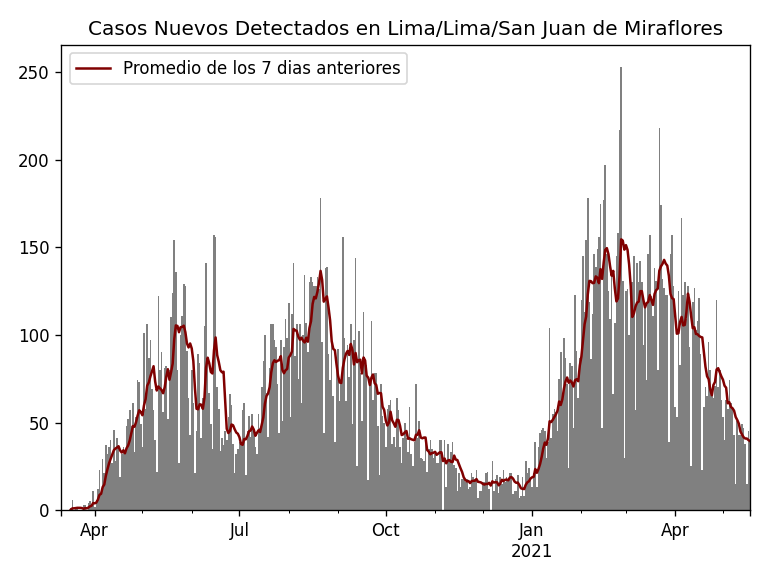 Casos Nuevos Detectados en Lima/Lima/San Juan de Miraflores
Promedio de los 7 dias anteriores
250
200
150
100
50
0
Apr Jul Oct Jan Apr
2021